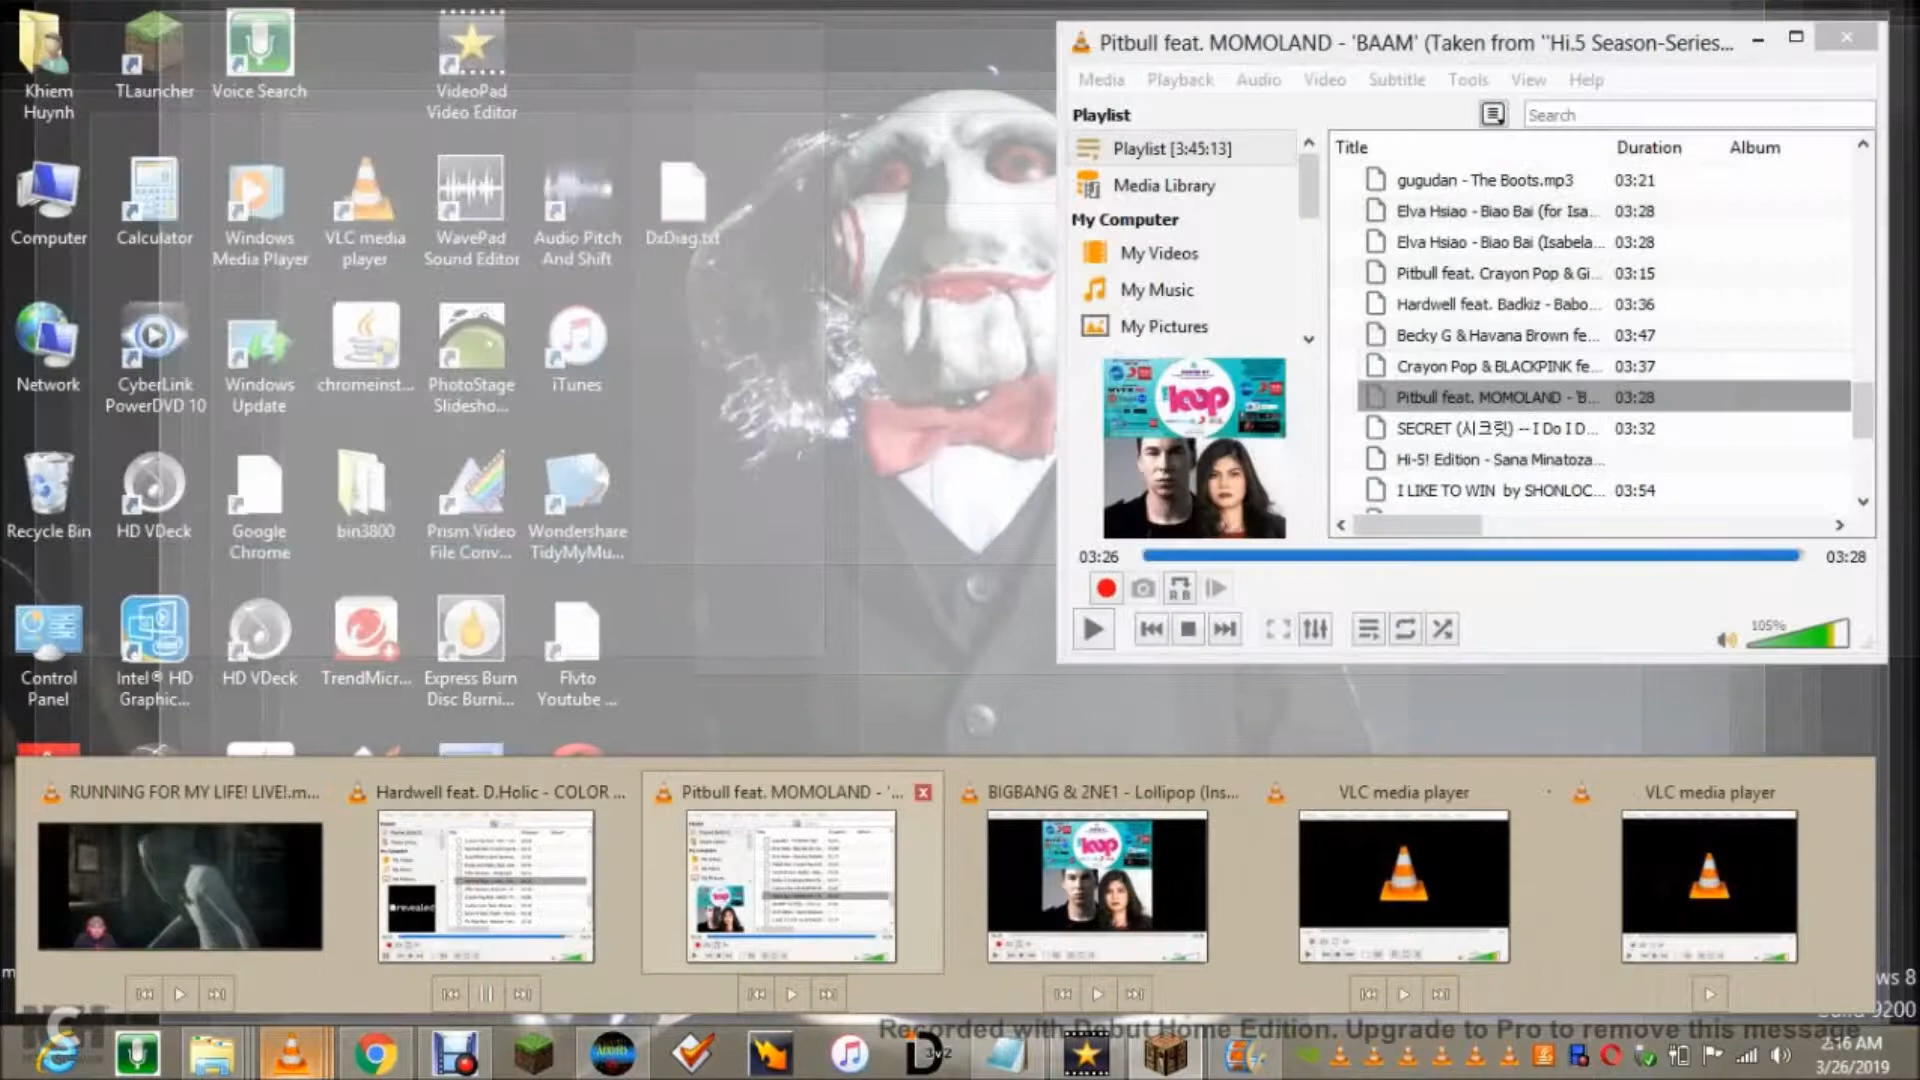 Khiem
Huynh
TLauncher
Voice Search
VideoPad
Video Editor
Computer
Calculator
Windows
Media Player
VLC media
player
WavePad
Sound Editor
Audio Pitch
And Shift
DxDiag.txt
Network
CyberLink
PowerDVD 10
Windows
Update
chromeinst...
PhotoStage
Slidesho...
iTunes
Recycle Bin
HD VDeck
Google
Chrome
bin3800
Prism Video
File Conv...
Wondershare
TidyMyMu...
Control
Panel
Intel® HD
Graphic...
HD VDeck
TrendMicr...
Express Burn
Disc Burni...
Flvto
Youtube ...
Pitbull feat. MOMOLAND - 'BAAM' (Taken from "Hi.5 Season-Series...
Media Playback Audio Video Subtitle Tools View Help
Playlist
Search
Playlist [3:45:13]
Media Library
My Computer
My Videos
My Music
My Pictures
Title Duration Album
gugudan - The Boots.mp3 03:21
Elva Hsiao - Biao Bai (for Isa... 03:28
Elva Hsiao - Biao Bai (Isabela... 03:28
Pitbull feat. Crayon Pop & Gi... 03:15
Hardwell feat. Badkiz - Babo... 03:36
Becky G & Havana Brown fe... 03:47
Crayon Pop & BLACKPINK fe... 03:37
Pitbull feat. MOMOLAND - 'B... 03:28
SECRET (시크릿) -- I Do I D... 03:32
Hi-5! Edition - Sana Minatoza...
I LIKE TO WIN by SHONLOC... 03:54
loop
03:26 03:28
105%
RUNNING FOR MY LIFE! LIVE!.m...
Hardwell feat. D.Holic - COLOR ...
Pitbull feat. MOMOLAND - '...
BIGBANG & 2NE1 - Lollipop (Ins...
VLC media player
VLC media player
revealed
loop
Recorded with Debut Home Edition. Upgrade to Pro to remove this message
2:16 AM
3/26/2019